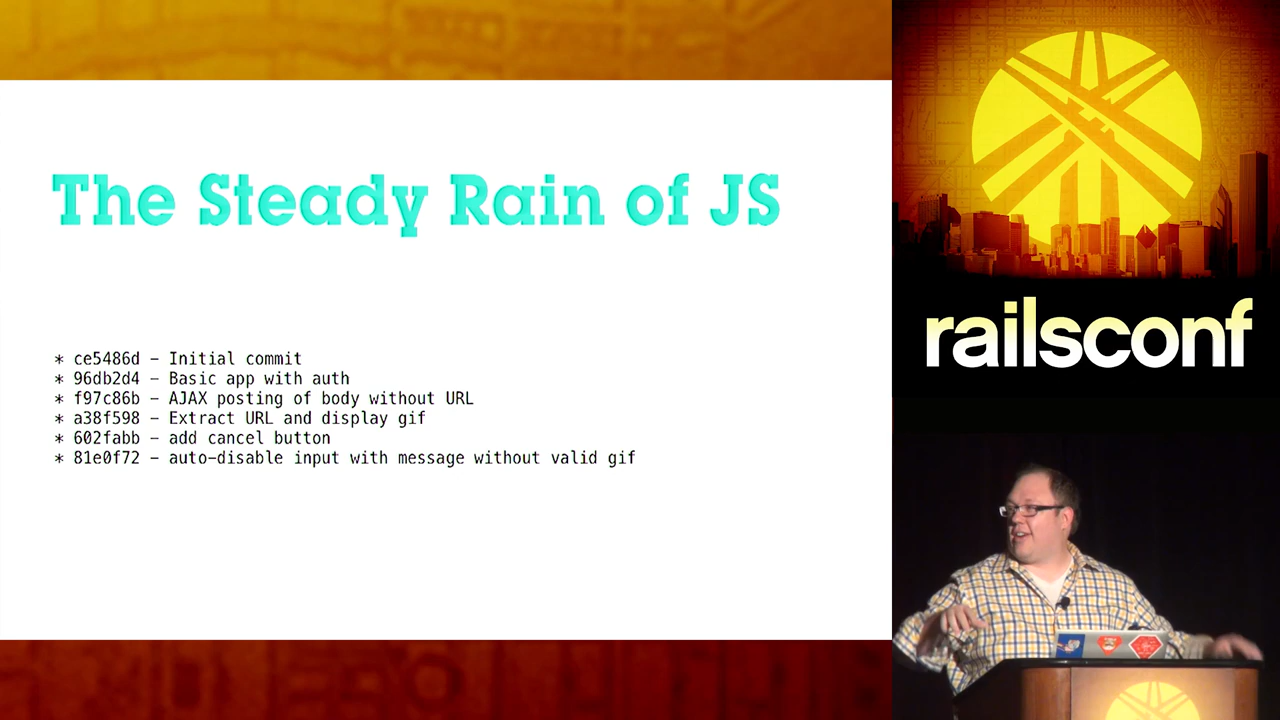 The Steady Rain of JS
* ce5486d – Initial commit
* 96db2d4 – Basic app with auth
* f97c86b – AJAX posting of body without URL
* a38f598 – Extract URL and display gif
* 602fabb – add cancel button
* 81e0f72 – auto-disable input with message without valid gif
railsconf